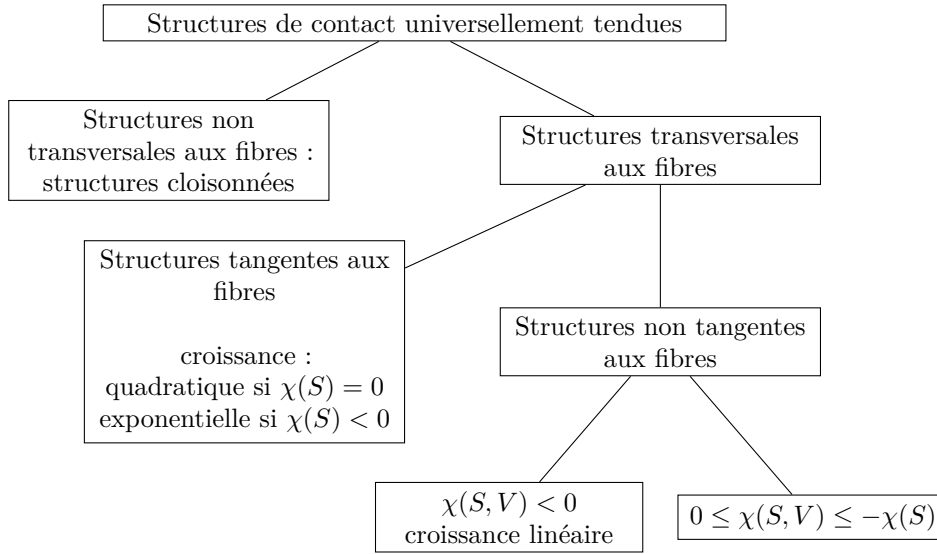 Structures de contact universellement tendues
Structures non
transversales aux fibres :
structures cloisonnées
Structures transversales
aux fibres
Structures tangentes aux
fibres
croissance :
quadratique si χ(S) = 0
exponentielle si χ(S) < 0
Structures non tangentes
aux fibres
χ(S, V) < 0
croissance linéaire
0 ≤ χ(S, V) ≤ −χ(S)